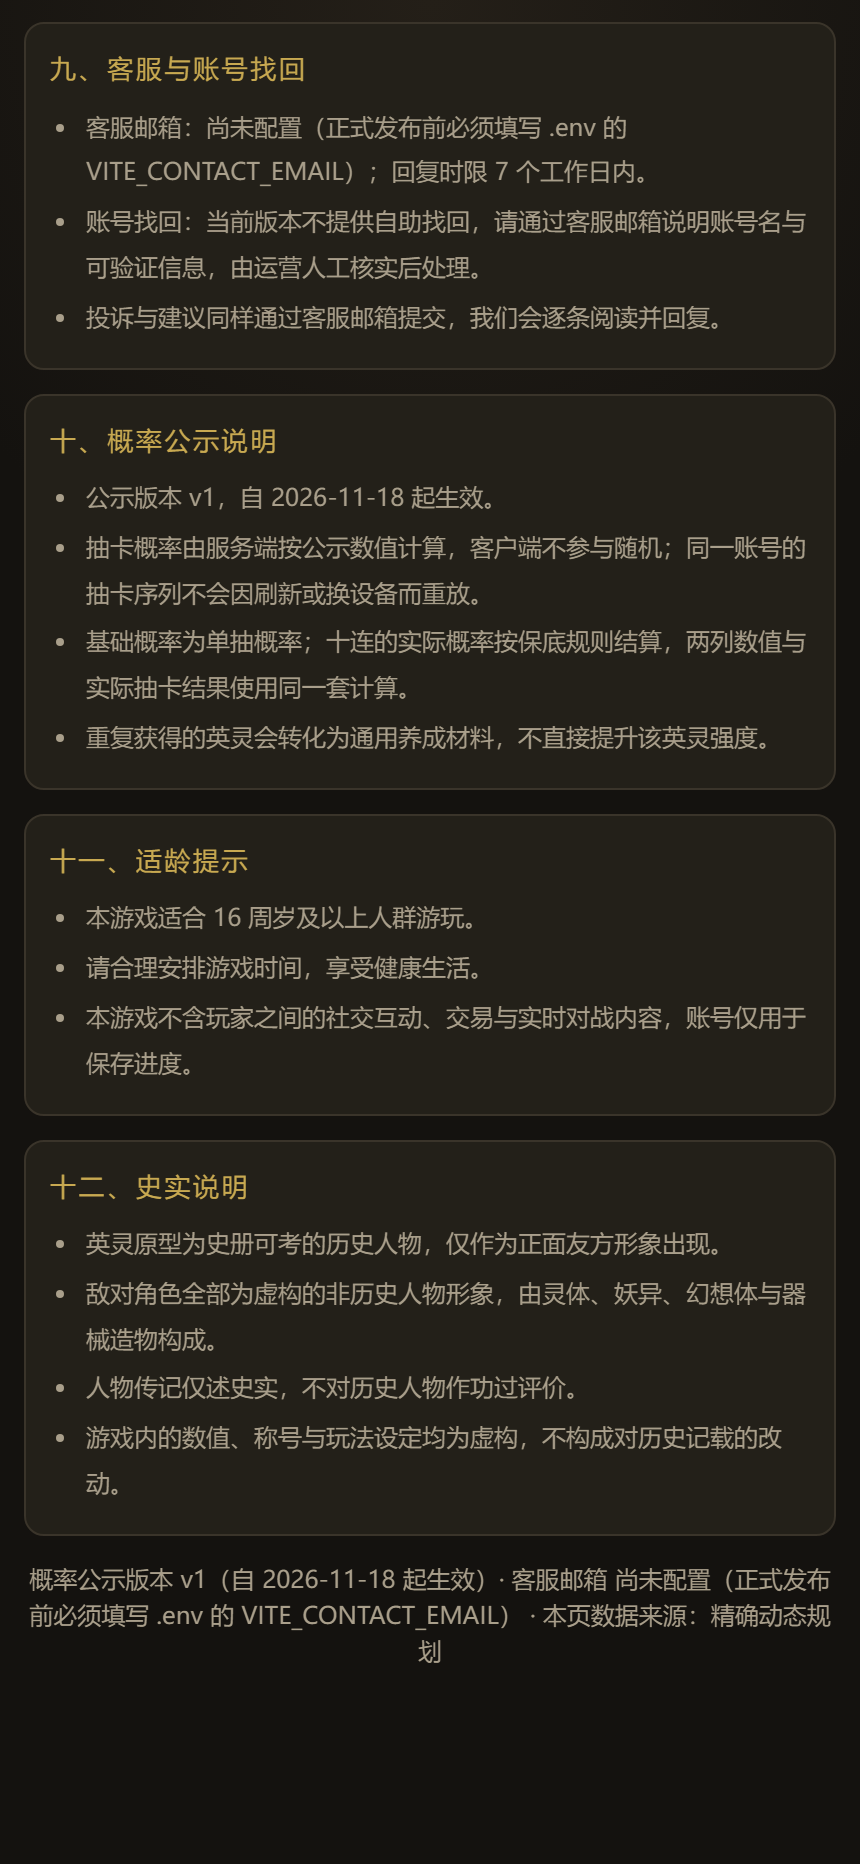 九、客服与账号找回
• 客服邮箱：尚未配置（正式发布前必须填写 .env 的
VITE_CONTACT_EMAIL）；回复时限 7 个工作日内。
• 账号找回：当前版本不提供自助找回，请通过客服邮箱说明账号名与
可验证信息，由运营人工核实后处理。
• 投诉与建议同样通过客服邮箱提交，我们会逐条阅读并回复。
十、概率公示说明
• 公示版本 v1，自 2026-11-18 起生效。
• 抽卡概率由服务端按公示数值计算，客户端不参与随机；同一账号的
抽卡序列不会因刷新或换设备而重放。
• 基础概率为单抽概率；十连的实际概率按保底规则结算，两列数值与
实际抽卡结果使用同一套计算。
• 重复获得的英灵会转化为通用养成材料，不直接提升该英灵强度。
十一、适龄提示
• 本游戏适合 16 周岁及以上人群游玩。
• 请合理安排游戏时间，享受健康生活。
• 本游戏不含玩家之间的社交互动、交易与实时对战内容，账号仅用于
保存进度。
十二、史实说明
• 英灵原型为史册可考的历史人物，仅作为正面友方形象出现。
• 敌对角色全部为虚构的非历史人物形象，由灵体、妖异、幻想体与器
械造物构成。
• 人物传记仅述史实，不对历史人物作功过评价。
• 游戏内的数值、称号与玩法设定均为虚构，不构成对历史记载的改
动。
概率公示版本 v1（自 2026-11-18 起生效）· 客服邮箱 尚未配置（正式发布
前必须填写 .env 的 VITE_CONTACT_EMAIL） · 本页数据来源：精确动态规
划